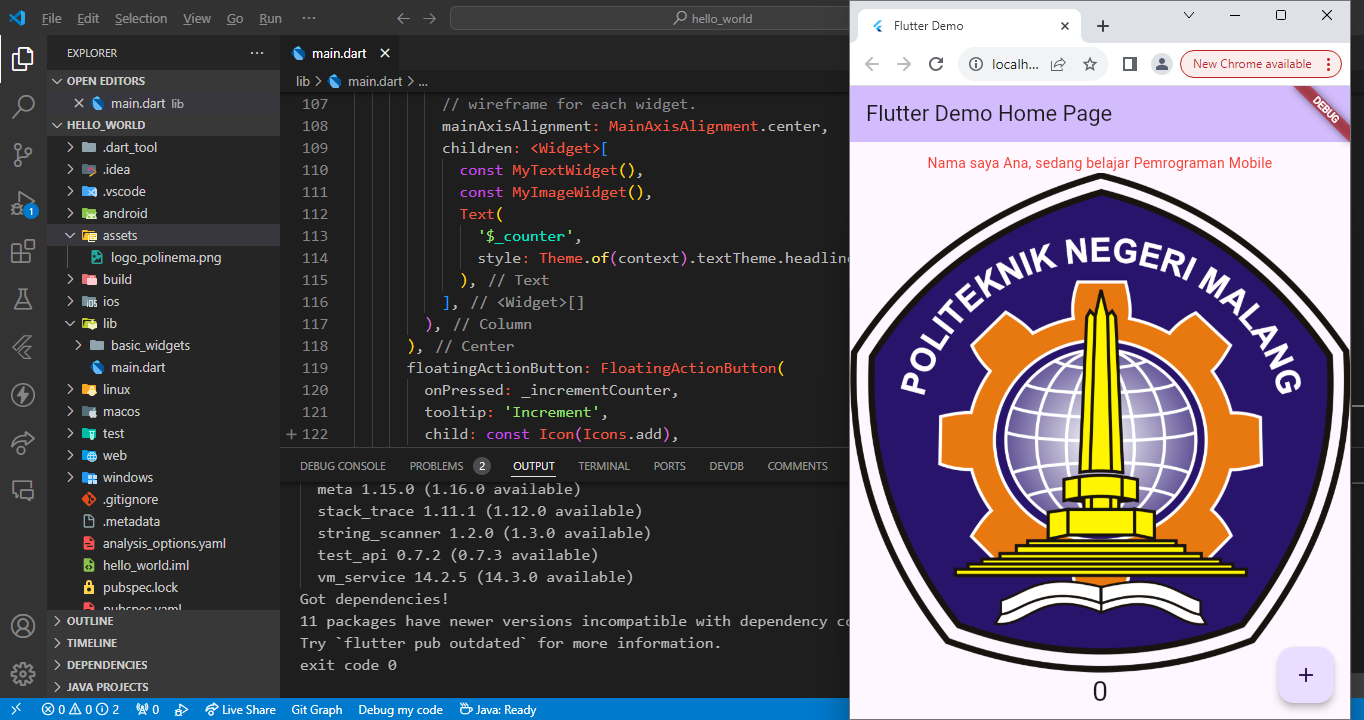 File Edit Selection View Go Run ··· hello_world
EXPLORER ···
OPEN EDITORS
main.dart lib
HELLO_WORLD
.dart_tool
.idea
.vscode
android
assets
logo_polinema.png
build
ios
lib
basic_widgets
main.dart
linux
macos
test
web
windows
.gitignore
.metadata
analysis_options.yaml
hello_world.iml
pubspec.lock
pubspec.yaml
OUTLINE
TIMELINE
DEPENDENCIES
JAVA PROJECTS
1
main.dart
lib > main.dart > ...
107 // wireframe for each widget.
108 mainAxisAlignment: MainAxisAlignment.center,
109 children: <Widget>[
110 const MyTextWidget(),
111 const MyImageWidget(),
112 Text(
113 '$_counter',
114 style: Theme.of(context).textTheme.headline
115 ), // Text
116 ], // <Widget>[]
117 ), // Column
118 ), // Center
119 floatingActionButton: FloatingActionButton(
120 onPressed: _incrementCounter,
121 tooltip: 'Increment',
122 child: const Icon(Icons.add),
DEBUG CONSOLE PROBLEMS 2 OUTPUT TERMINAL PORTS DEVDB COMMENTS
meta 1.15.0 (1.16.0 available)
stack_trace 1.11.1 (1.12.0 available)
string_scanner 1.2.0 (1.3.0 available)
test_api 0.7.2 (0.7.3 available)
vm_service 14.2.5 (14.3.0 available)
Got dependencies!
11 packages have newer versions incompatible with dependency co
Try `flutter pub outdated` for more information.
exit code 0
0 0 2 0 Live Share Git Graph Debug my code Java: Ready
Flutter Demo
localh... New Chrome available
Flutter Demo Home Page
DEBUG
Nama saya Ana, sedang belajar Pemrograman Mobile
POLITEKNIK NEGERI MALANG
0